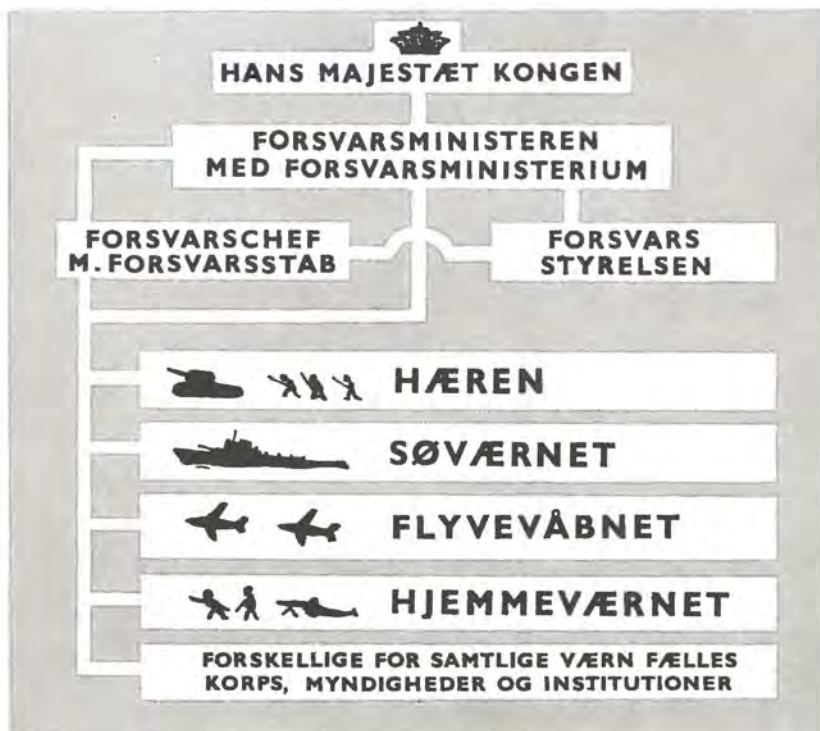 HANS MAJESTÆT KONGEN
FORSVARSMINISTEREN
MED FORSVARSMINISTERIUM
FORSVARSCHEF
M. FORSVARSSTAB
FORSVARS
STYRELSEN
HÆREN
SØVÆRNET
FLYVEVÅBNET
HJEMMEVÆRNET
FORSKELLIGE FOR SAMTLIGE VÆRN FÆLLES
KORPS, MYNDIGHEDER OG INSTITUTIONER